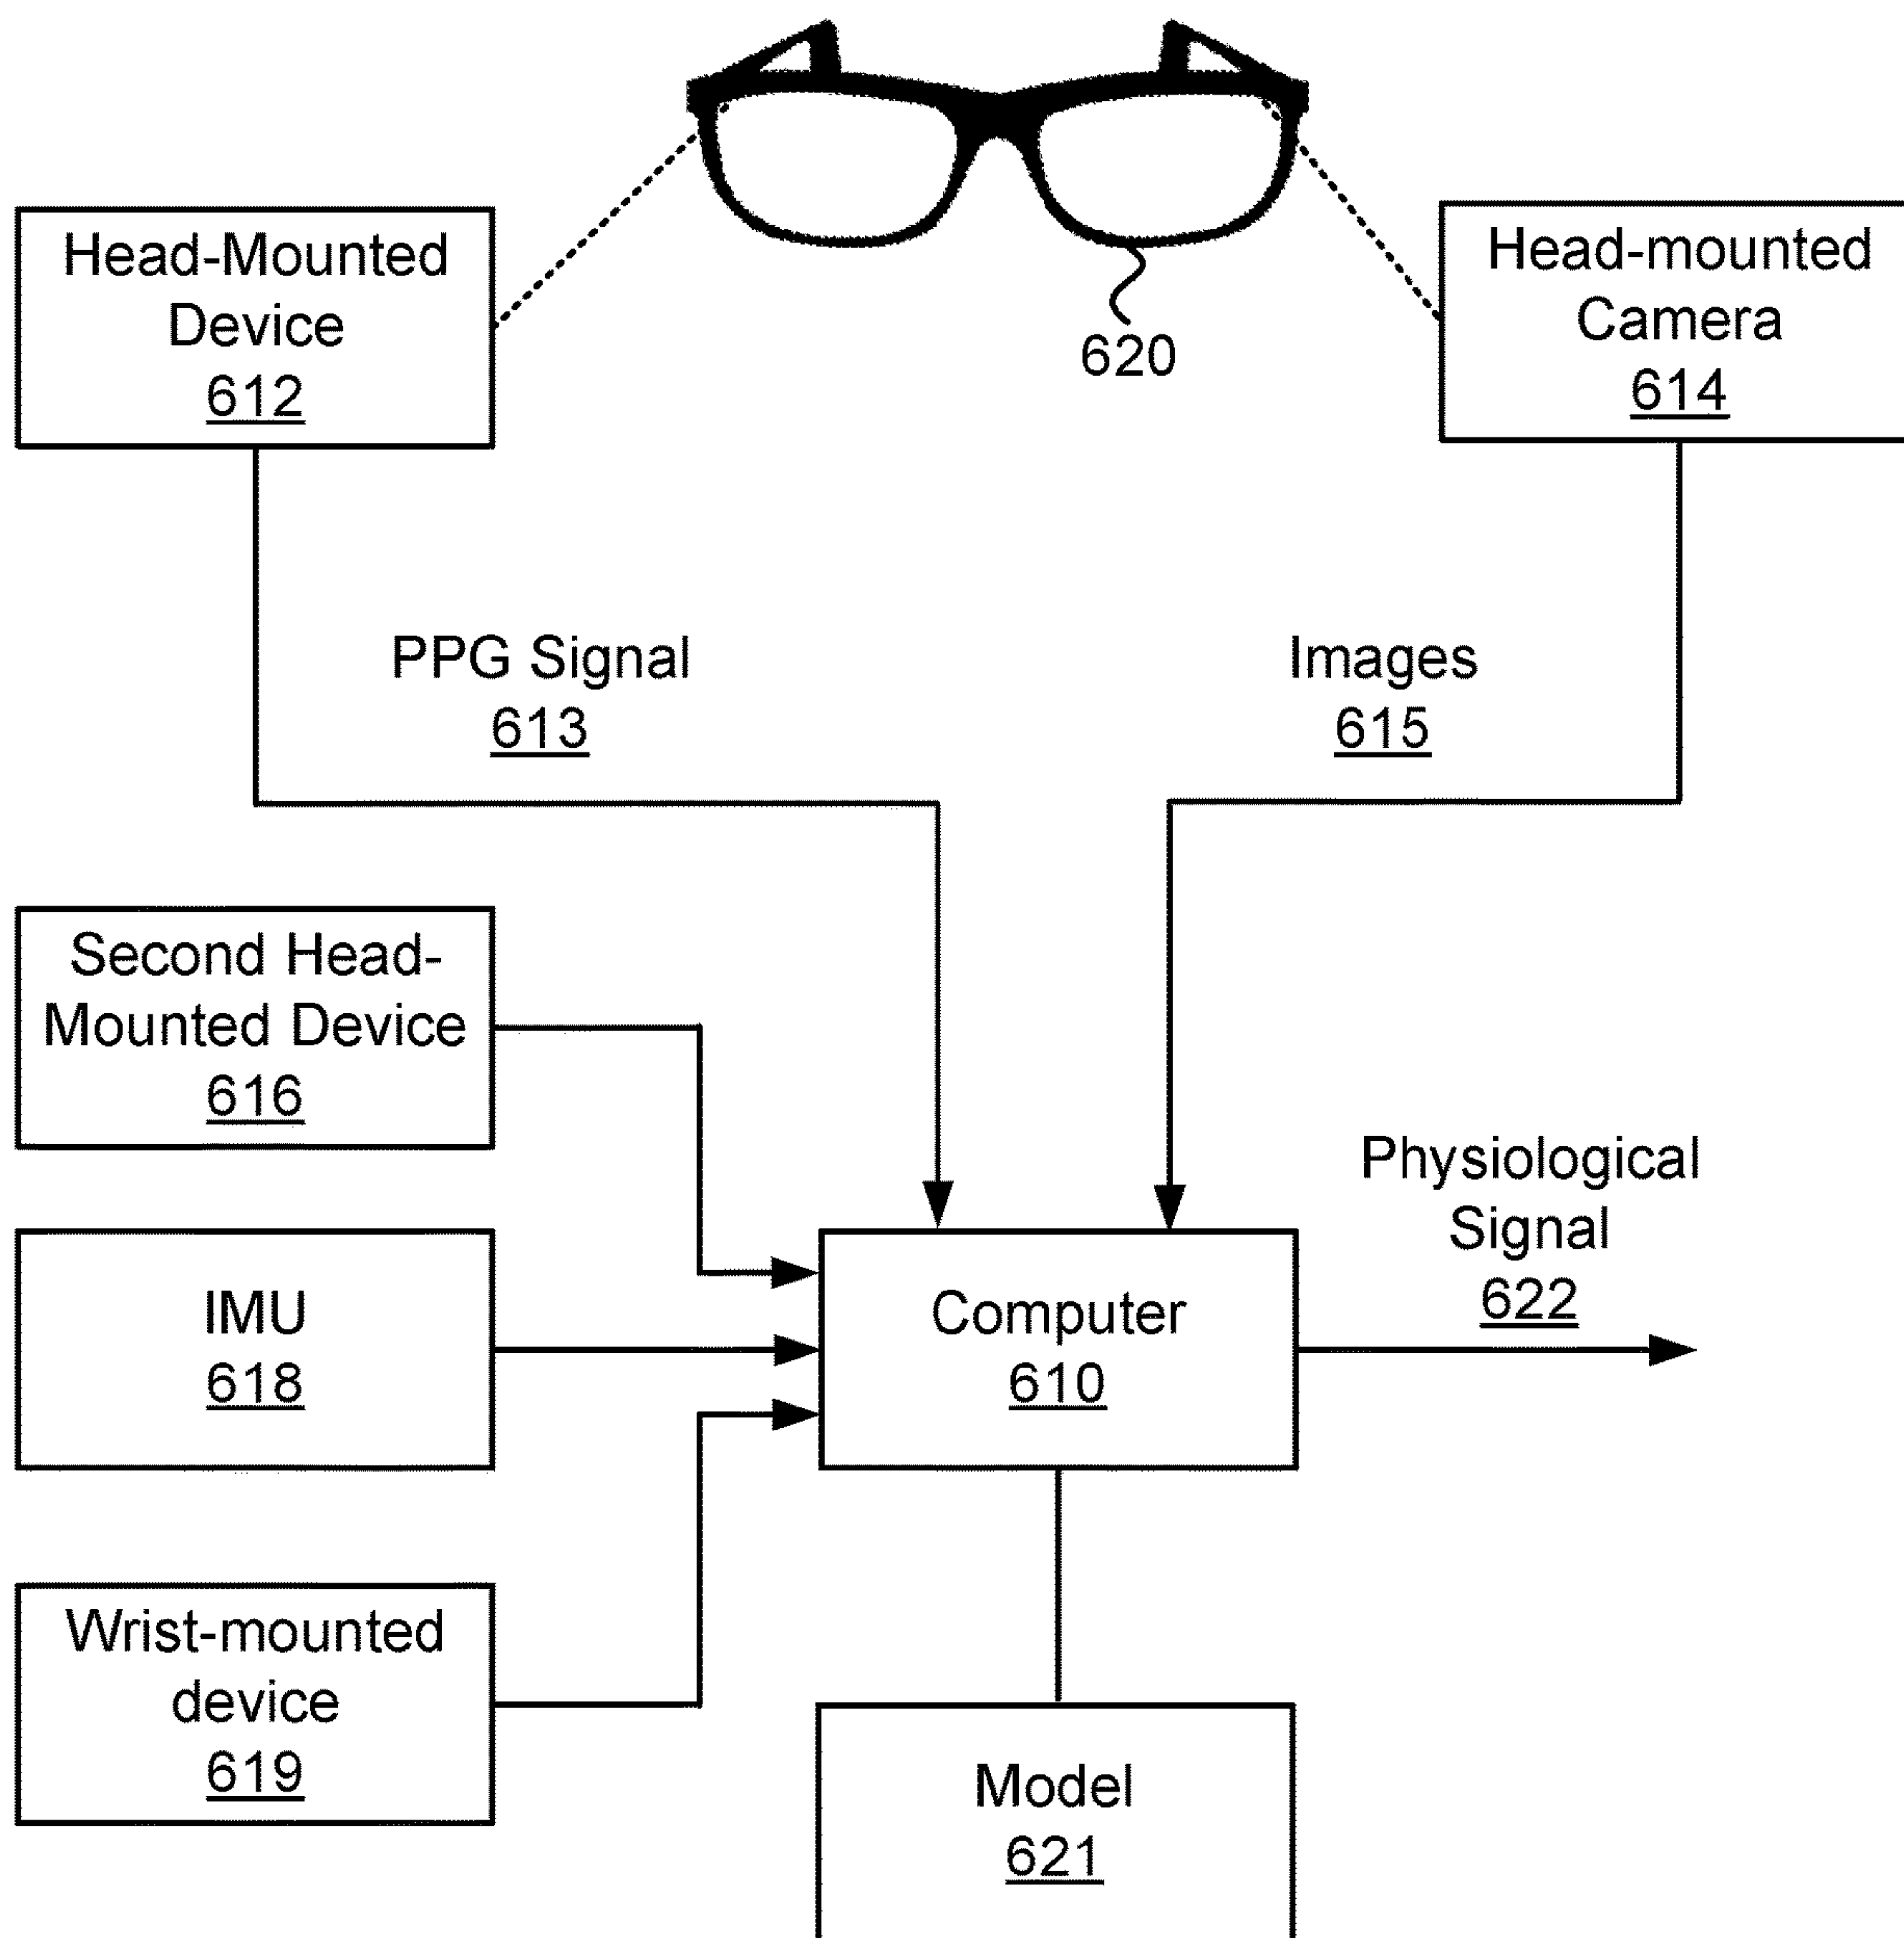 Head-Mounted
Device
612
620
Head-mounted
Camera
614
PPG Signal
613
Images
615
Second Head-
Mounted Device
616
IMU
618
Wrist-mounted
device
619
Computer
610
Physiological
Signal
622
Model
621